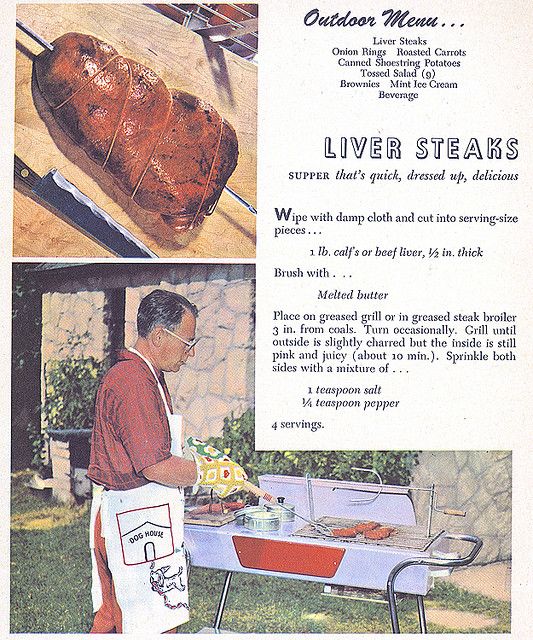 Outdoor Menu...
Liver Steaks
Onion Rings Roasted Carrots
Canned Shoestring Potatoes
Tossed Salad (9)
Brownies Mint Ice Cream
Beverage
LIVER STEAKS
SUPPER that's quick, dressed up, delicious
Wipe with damp cloth and cut into serving-size
pieces...
1 lb. calf's or beef liver, ½ in. thick
Brush with . . .
Melted butter
Place on greased grill or in greased steak broiler
3 in. from coals. Turn occasionally. Grill until
outside is slightly charred but the inside is still
pink and juicy (about 10 min.). Sprinkle both
sides with a mixture of . . .
1 teaspoon salt
¼ teaspoon pepper
4 servings.
DOG HOUSE